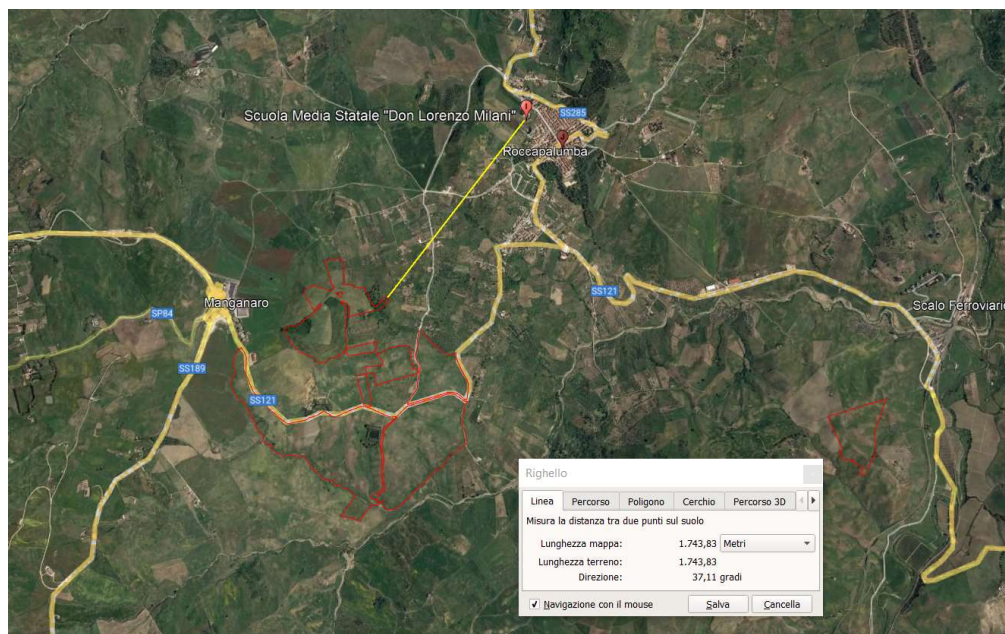 SS285
Scuola Media Statale "Don Lorenzo Milani"
Roccapalumba
SS121
Manganaro
SP84
Scalo Ferroviario
SS189
SS121
Righello
Linea Percorso Poligono Cerchio Percorso 3D
Misura la distanza tra due punti sul suolo
Lunghezza mappa: 1.743,83 Metri
Lunghezza terreno: 1.743,83
Direzione: 37,11 gradi
Navigazione con il mouse Salva Cancella